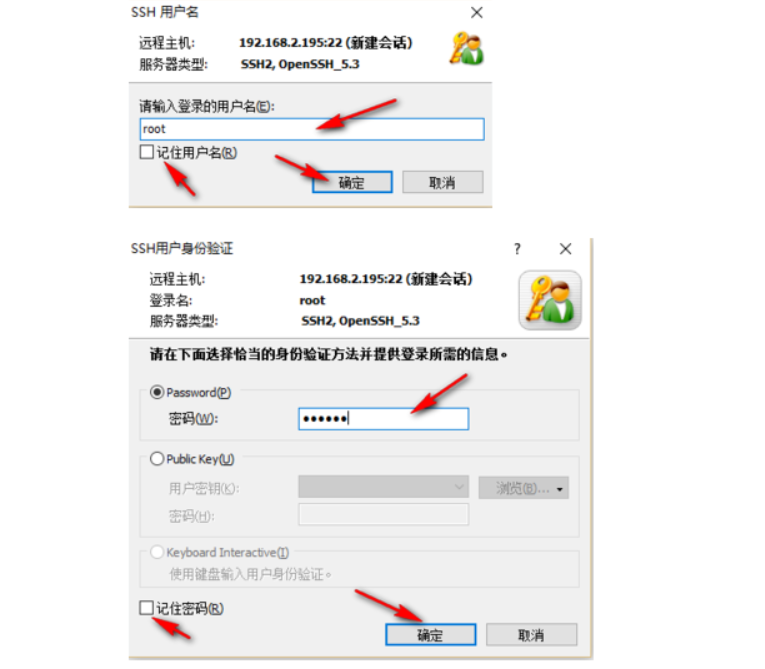 SSH 用户名
远程主机: 192.168.2.195:22 (新建会话)
服务器类型: SSH2, OpenSSH_5.3
请输入登录的用户名(E):
root
记住用户名(R)
确定 取消
SSH用户身份验证 ?
远程主机: 192.168.2.195:22 (新建会话)
登录名: root
服务器类型: SSH2, OpenSSH_5.3
请在下面选择恰当的身份验证方法并提供登录所需的信息。
Password(P)
密码(W): ••••••
Public Key(U)
用户密钥(K): 浏览(B)...
密码(H):
Keyboard Interactive(I)
使用键盘输入用户身份验证。
记住密码(R)
确定 取消